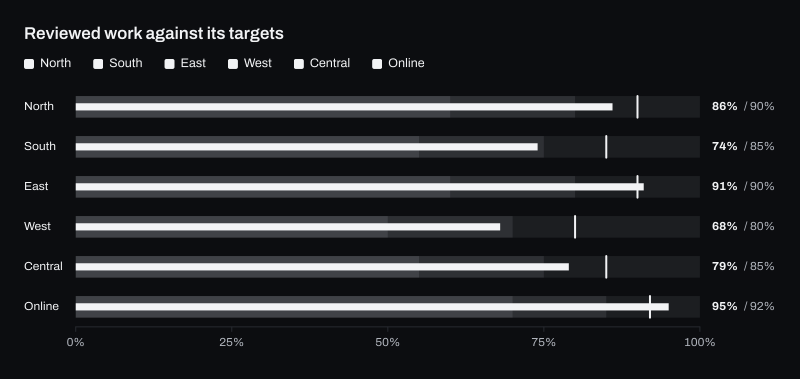 Reviewed work against its targets
North South East West Central Online
North 86% / 90%
South 74% / 85%
East 91% / 90%
West 68% / 80%
Central 79% / 85%
Online 95% / 92%
0% 25% 50% 75% 100%